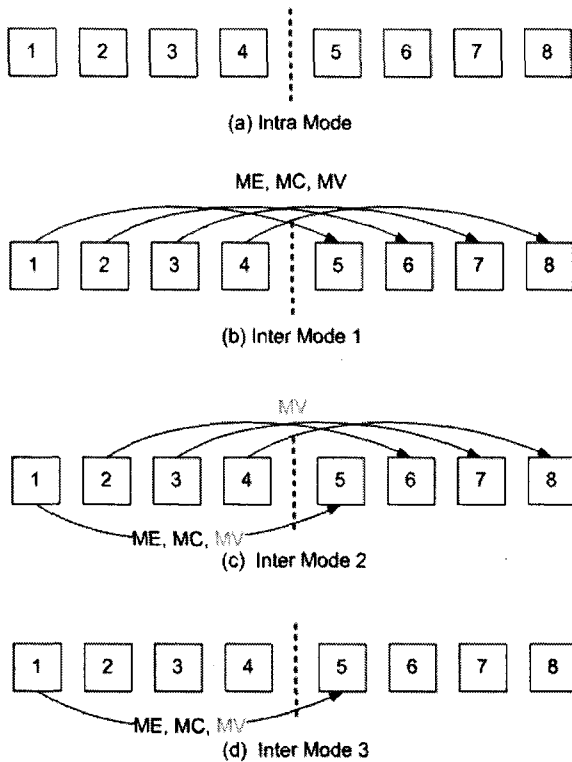 1 2 3 4 5 6 7 8
(a) Intra Mode
ME, MC, MV
1 2 3 4 5 6 7 8
(b) Inter Mode 1
MV
1 2 3 4 5 6 7 8
ME, MC, MV
(c) Inter Mode 2
1 2 3 4 5 6 7 8
ME, MC, MV
(d) Inter Mode 3